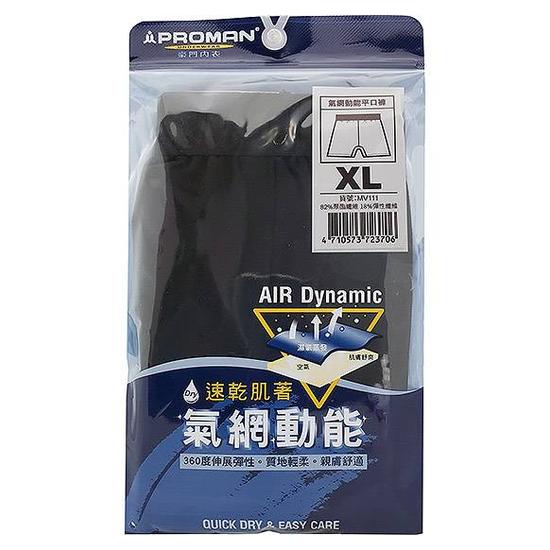 PROMAN®
UNDERWEAR
豪門內衣
氣網動能平口褲
XL
貨號:MV111
82%聚酯纖維 18%彈性纖維
4 710573 723706
AIR Dynamic
濕氣蒸發
空氣
肌膚舒爽
Dry
速乾肌著
氣網動能
360度伸展彈性。質地輕柔。親膚舒適
QUICK DRY & EASY CARE